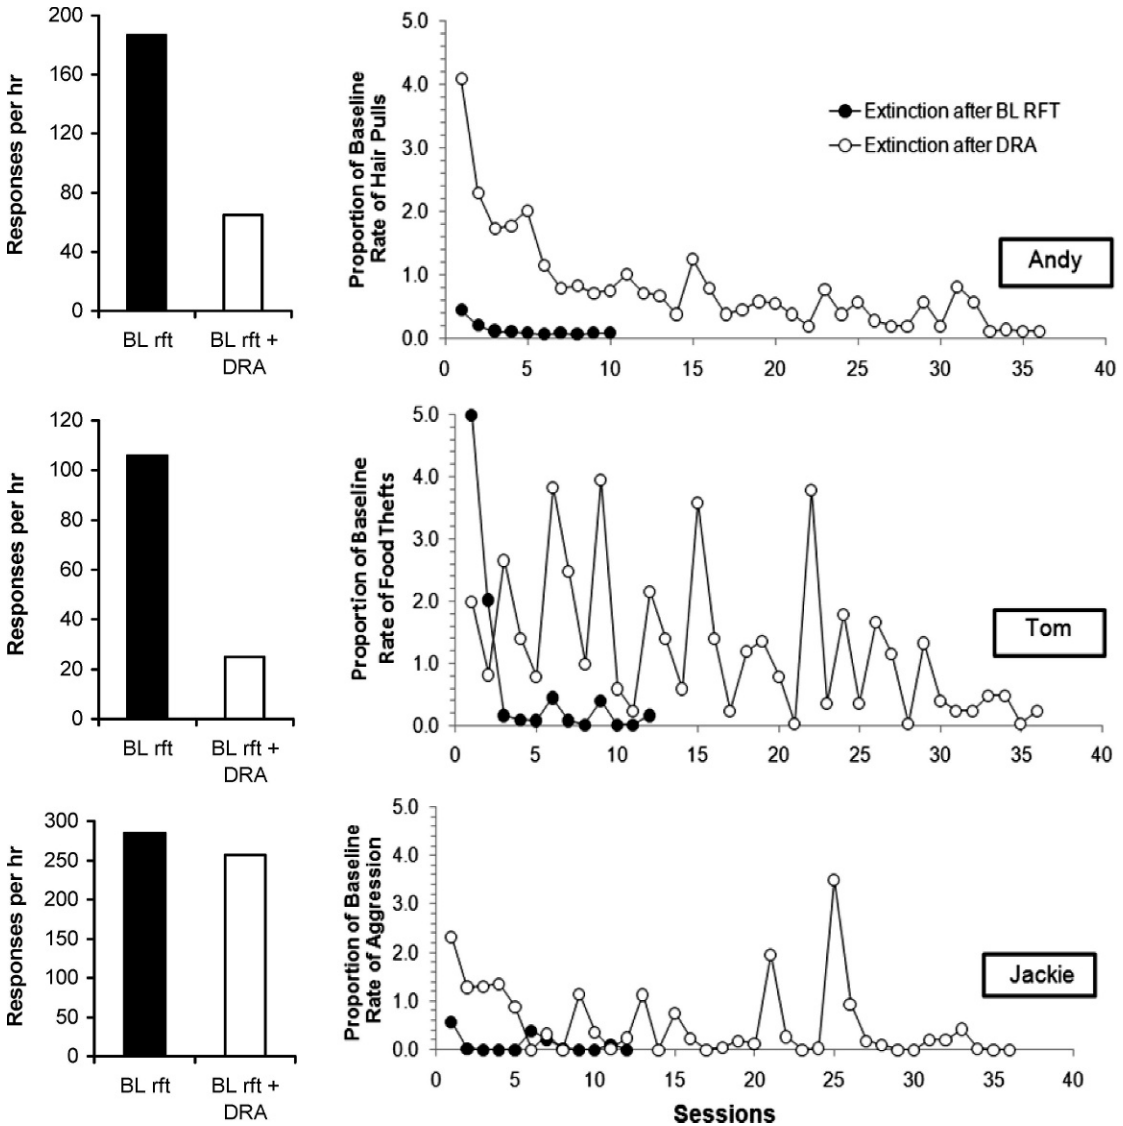 Responses per hr
200
160
120
80
40
0
BL rft
BL rft +
DRA
Proportion of Baseline
Rate of Hair Pulls
5.0
4.0
3.0
2.0
1.0
0.0
0 5 10 15 20 25 30 35 40
Extinction after BL RFT
Extinction after DRA
Andy
Responses per hr
120
100
80
60
40
20
0
BL rft
BL rft +
DRA
Proportion of Baseline
Rate of Food Thefts
5.0
4.0
3.0
2.0
1.0
0.0
0 5 10 15 20 25 30 35 40
Tom
Responses per hr
300
250
200
150
100
50
0
BL rft
BL rft +
DRA
Proportion of Baseline
Rate of Aggression
5.0
4.0
3.0
2.0
1.0
0.0
0 5 10 15 20 25 30 35 40
Jackie
Sessions